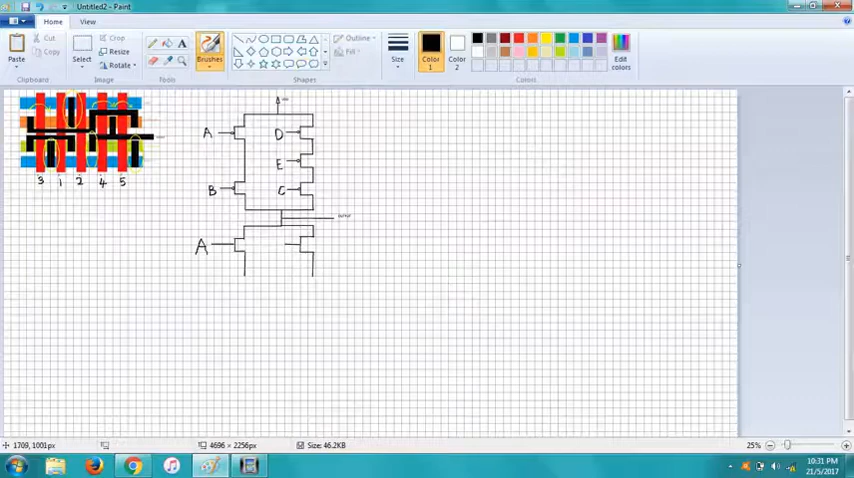 Untitled2 - Paint
Home View
Paste
Cut
Copy
Clipboard
Select
Crop
Resize
Rotate
Image
Tools
Brushes
Outline
Fill
Shapes
Size
Color 1
Color 2
Edit colors
Colors
3 1 2 4 5
A D
E
B C
A
1709, 1001px
4696 × 2256px
Size: 46.2KB
25%
10:31 PM
21/5/2017